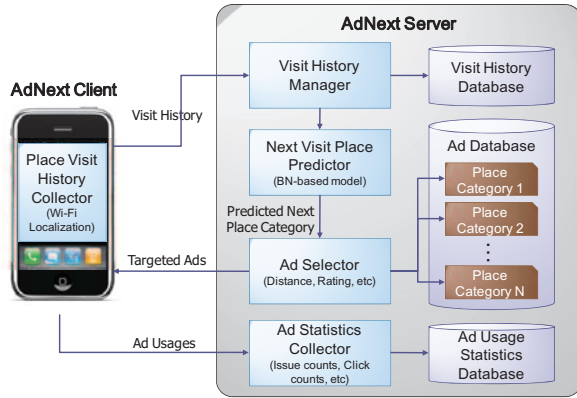 AdNext Server
AdNext Client
Place Visit
History
Collector
(Wi-Fi
Localization)
Visit History
Visit History
Manager
Visit History
Database
Next Visit Place
Predictor
(BN-based model)
Predicted Next
Place Category
Ad Database
Place
Category 1
Place
Category 2
Place
Category N
Targeted Ads
Ad Selector
(Distance, Rating, etc)
Ad Usages
Ad Statistics
Collector
(Issue counts, Click
counts, etc)
Ad Usage
Statistics
Database